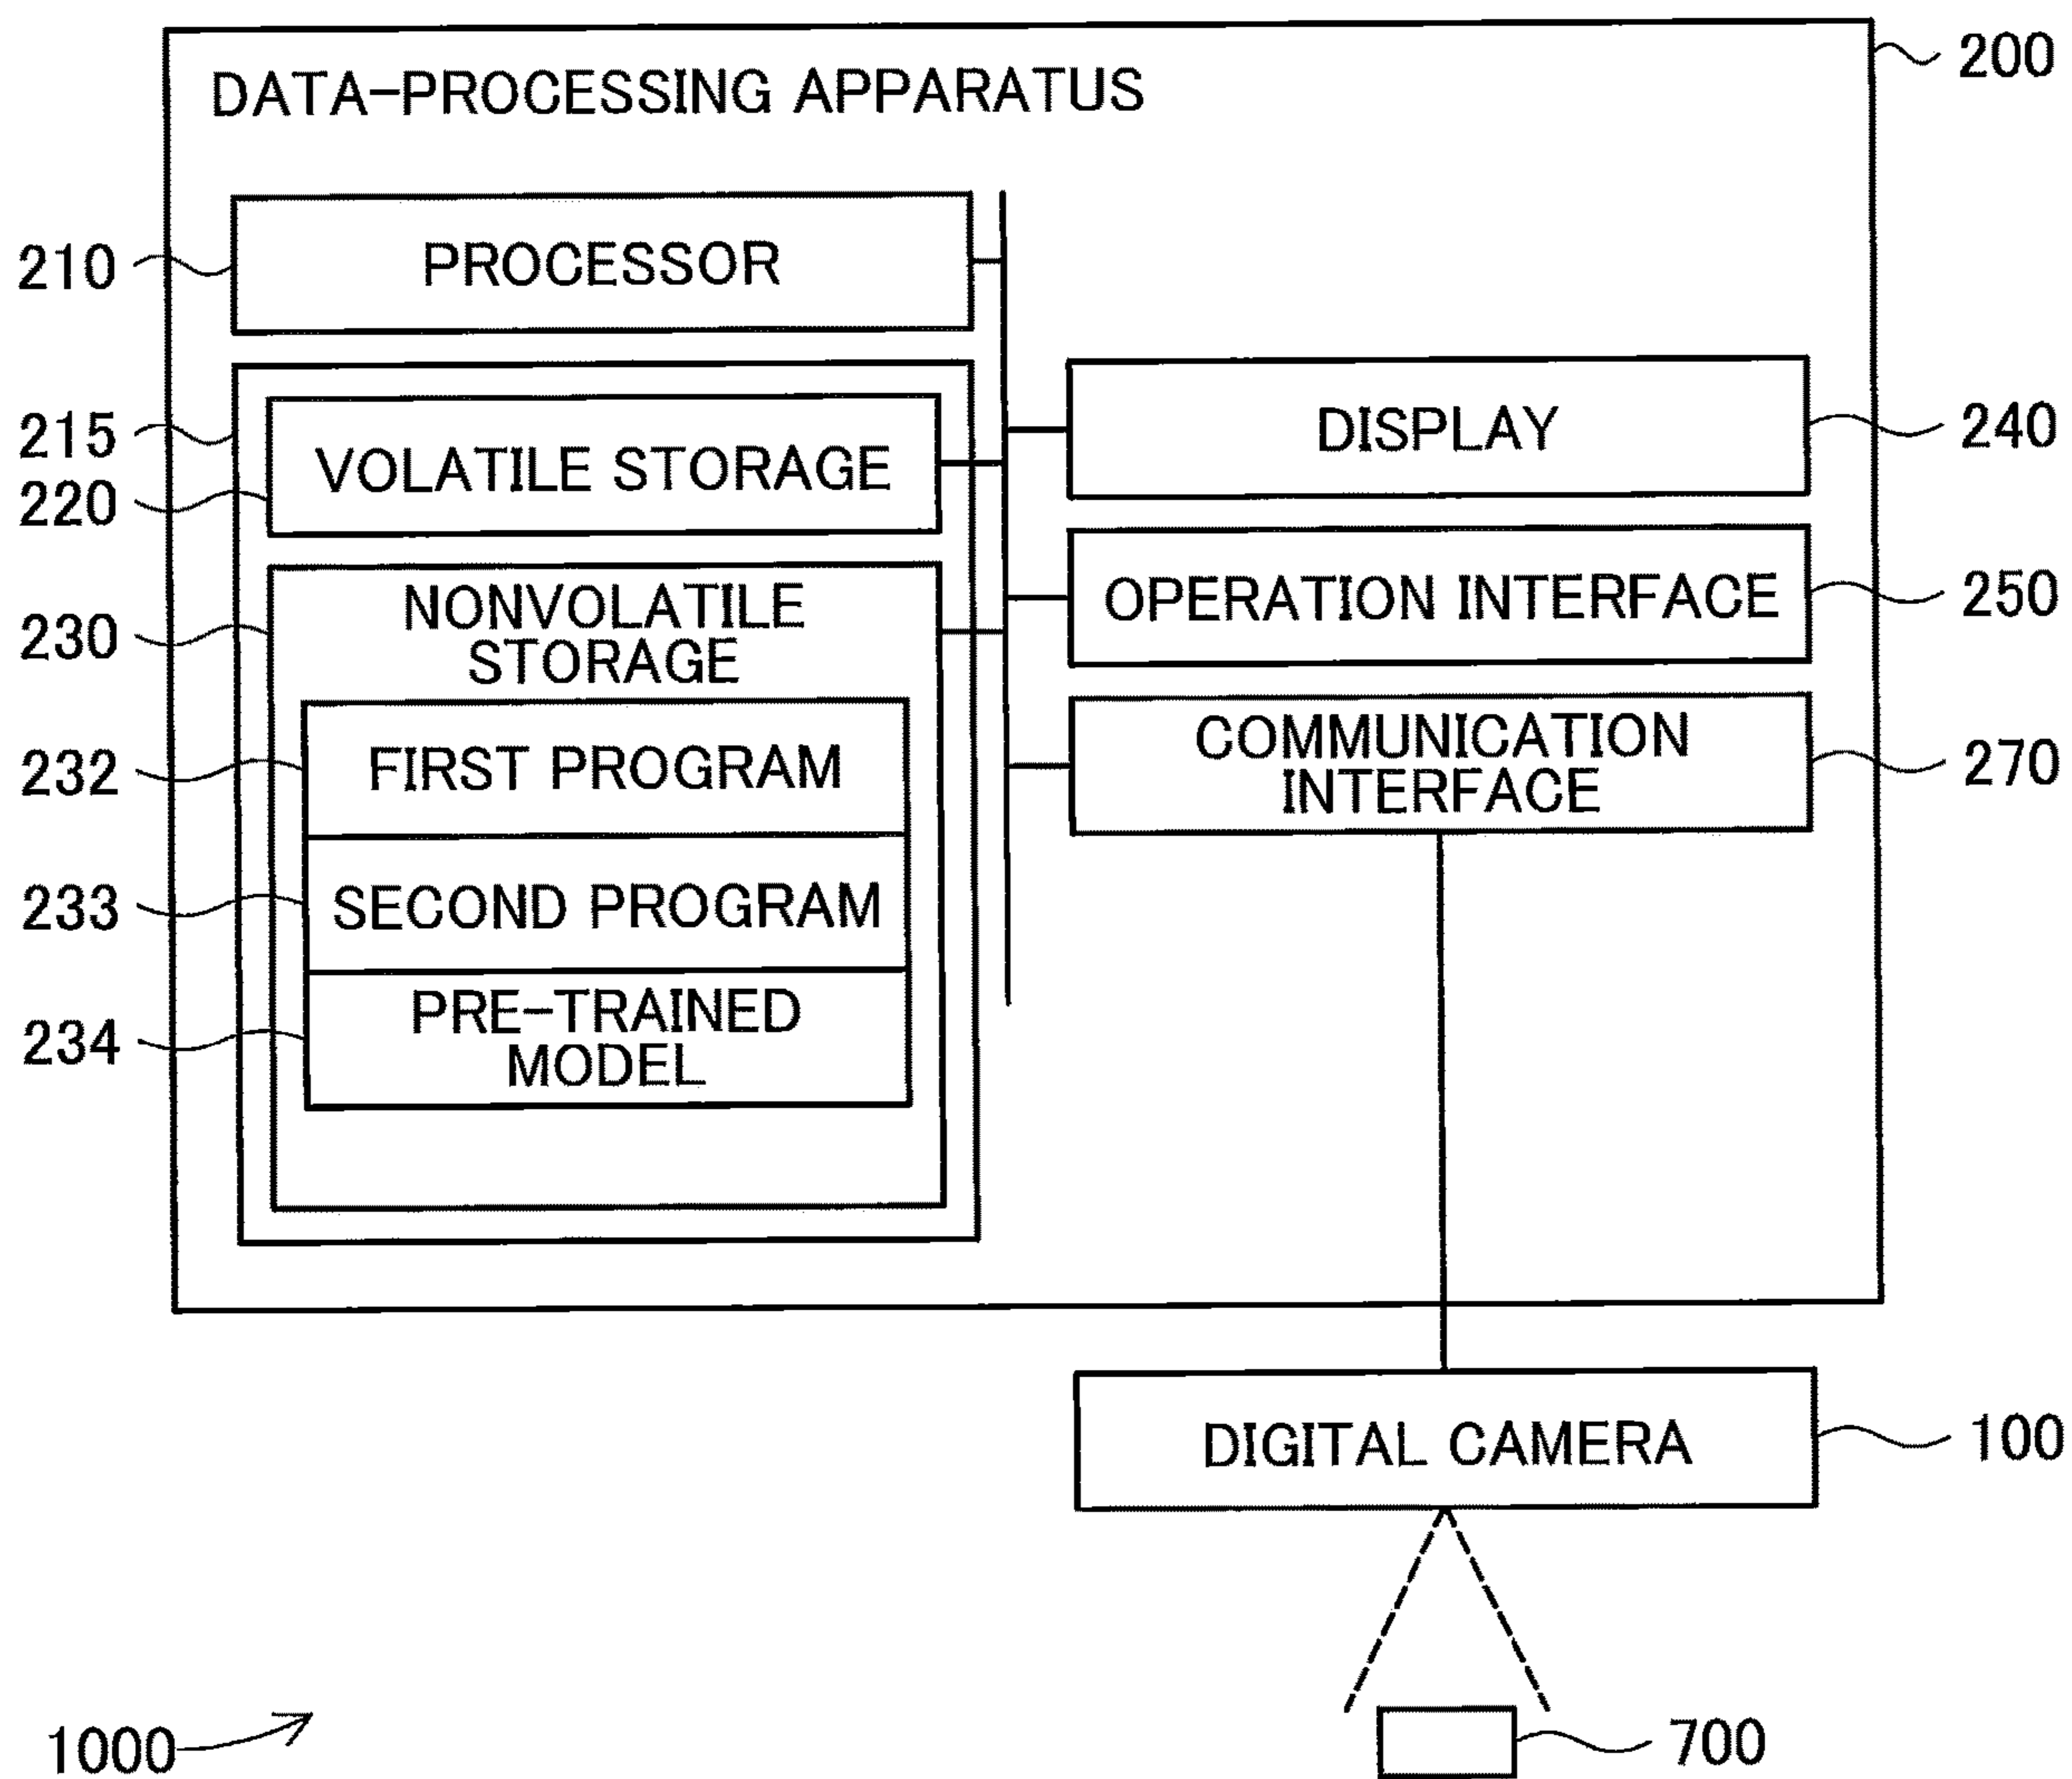 DATA-PROCESSING APPARATUS
200
210
PROCESSOR
215
220
VOLATILE STORAGE
230
NONVOLATILE
STORAGE
232
FIRST PROGRAM
233
SECOND PROGRAM
234
PRE-TRAINED
MODEL
DISPLAY
240
OPERATION INTERFACE
250
COMMUNICATION
INTERFACE
270
DIGITAL CAMERA
100
700
1000